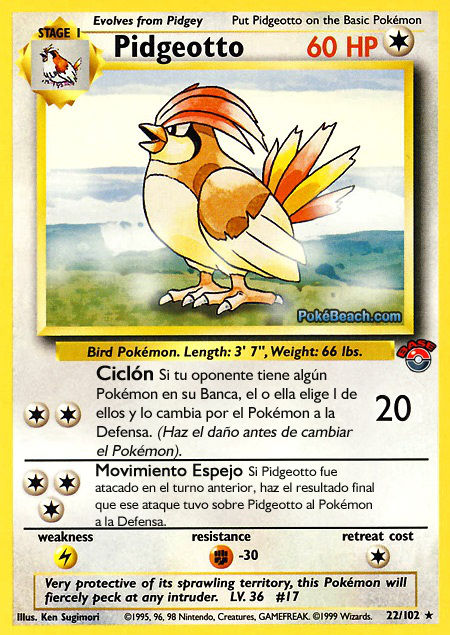 Evolves from Pidgey Put Pidgeotto on the Basic Pokémon
STAGE I
Pidgeotto 60 HP
PokéBeach.com
Bird Pokémon. Length: 3' 7", Weight: 66 lbs.
BASE
Ciclón Si tu oponente tiene algún
Pokémon en su Banca, el o ella elige I de
ellos y lo cambia por el Pokémon a la
Defensa. (Haz el daño antes de cambiar
el Pokémon).
20
Movimiento Espejo Si Pidgeotto fue
atacado en el turno anterior, haz el resultado final
que ese ataque tuvo sobre Pidgeotto al Pokémon
a la Defensa.
weakness resistance retreat cost
-30
Very protective of its sprawling territory, this Pokémon will
fiercely peck at any intruder. LV. 36 #17
Illus. Ken Sugimori ©1995, 96, 98 Nintendo, Creatures, GAMEFREAK. ©1999 Wizards. 22/102 ★